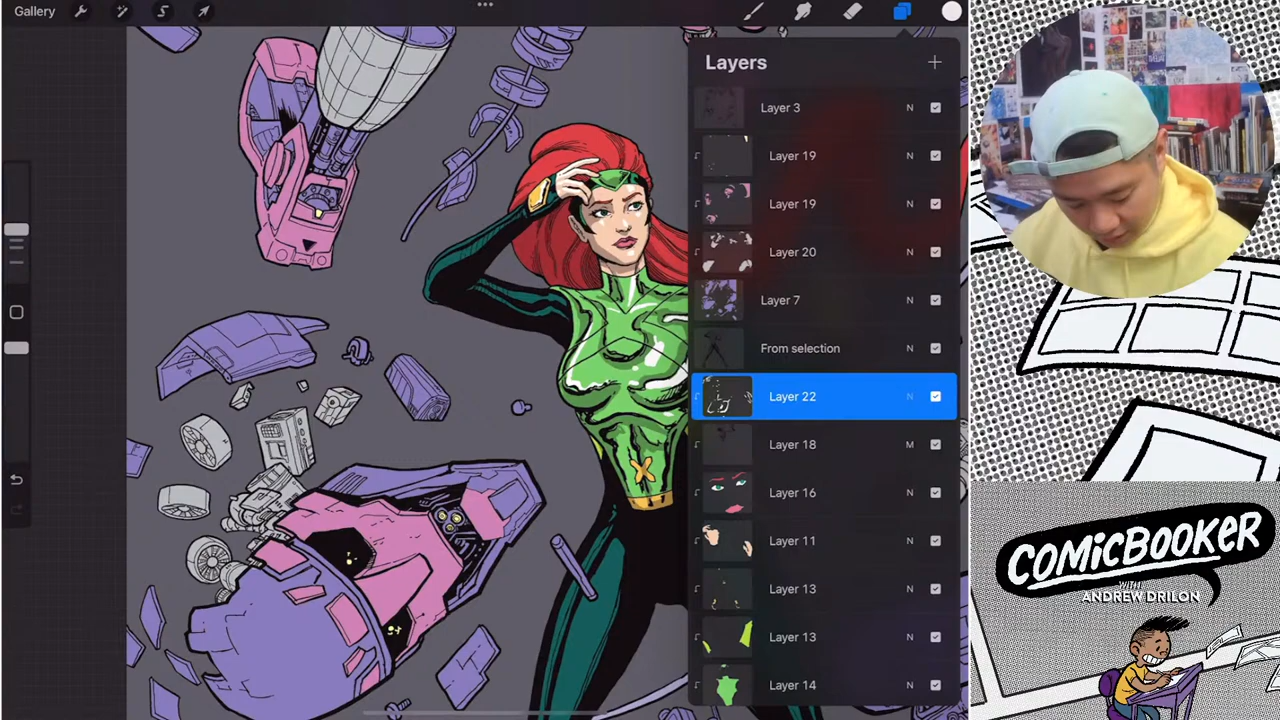 Gallery
Layers
Layer 3 N
Layer 19 N
Layer 19 N
Layer 20 N
Layer 7 N
From selection N
Layer 22 N
Layer 18 M
Layer 16 N
Layer 11 N
Layer 13 N
Layer 13 N
Layer 14 N
COMICBOOKER
WITH
ANDREW DRILON